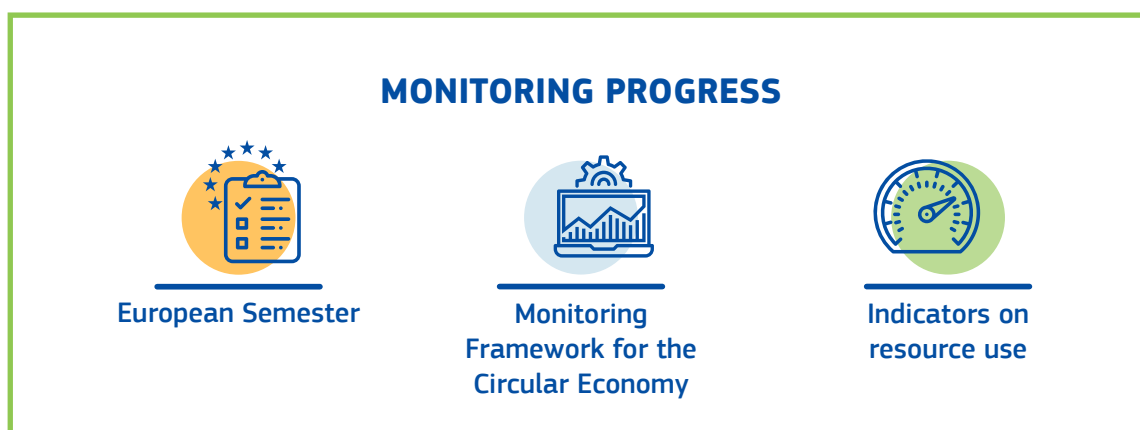 MONITORING PROGRESS
European Semester
Monitoring
Framework for the
Circular Economy
Indicators on
resource use